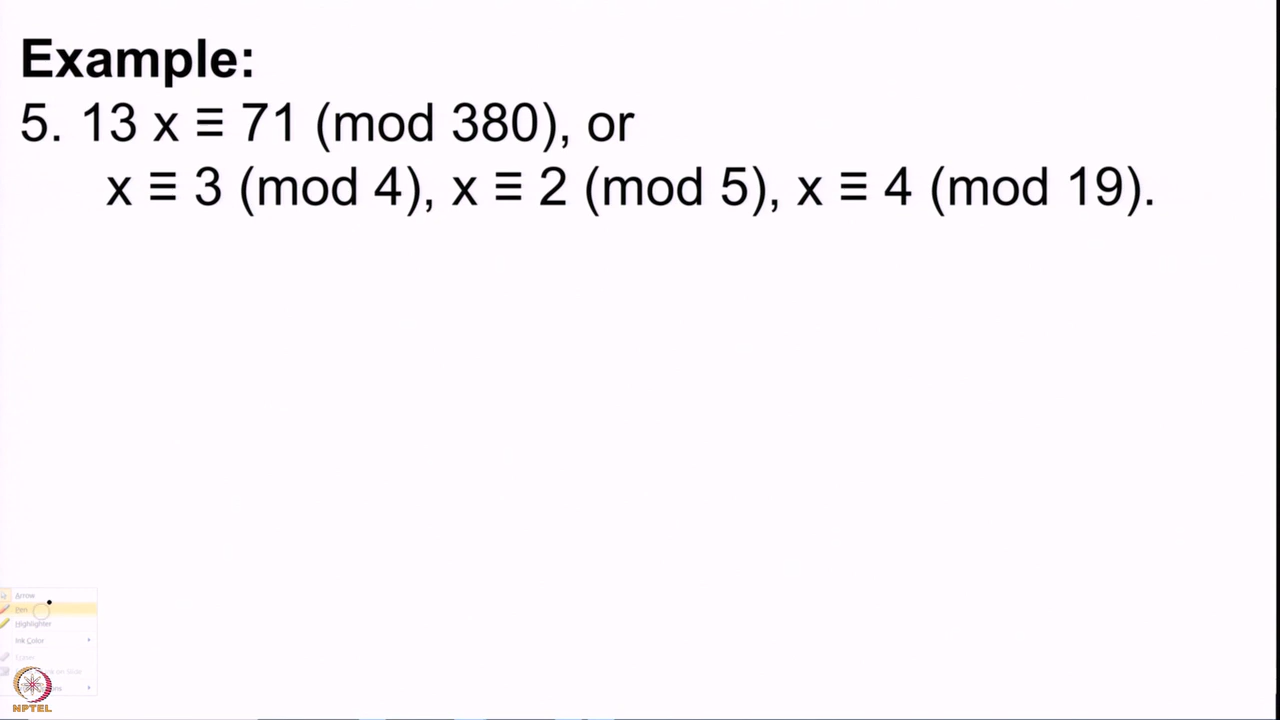 Example:
5. 13 x ≡ 71 (mod 380), or
x ≡ 3 (mod 4), x ≡ 2 (mod 5), x ≡ 4 (mod 19).
Arrow
Pen
Highlighter
Ink Color
NPTEL